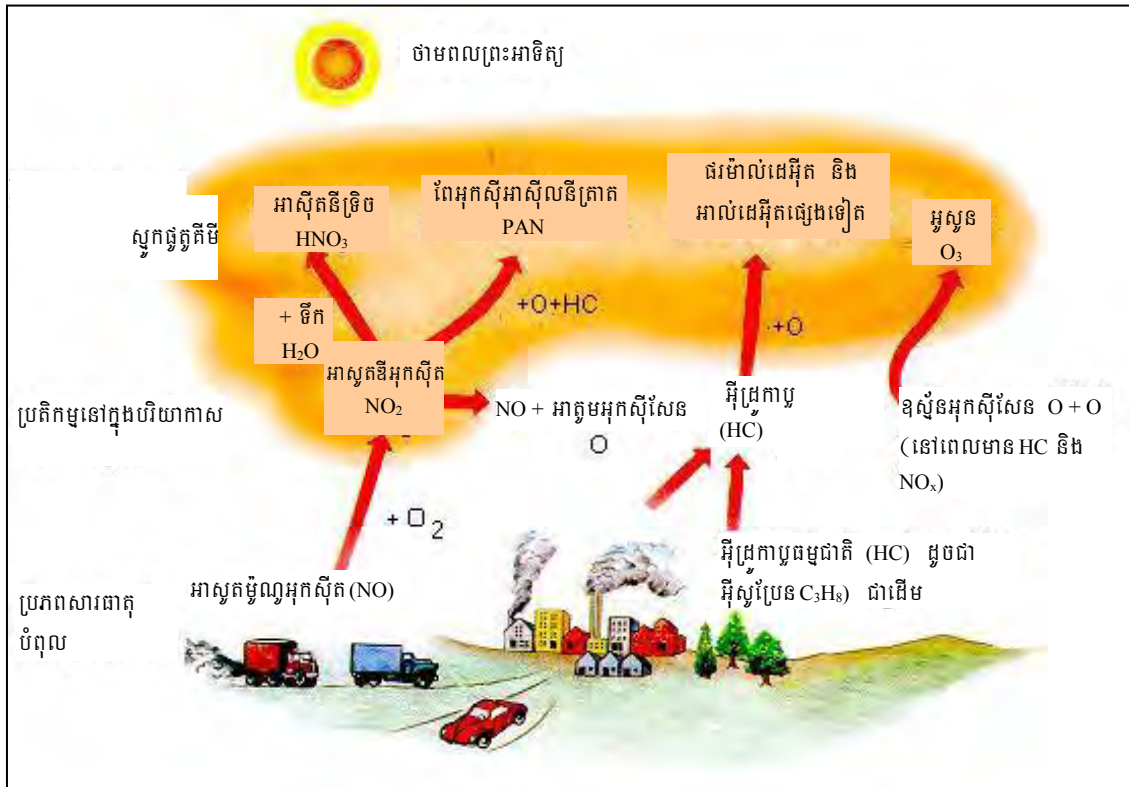 ថាមពលព្រះអាទិត្យ
ស្មូកផូតូគីមី
អាស៊ីតនីទ្រិច
HNO₃
ពែអុកស៊ីអាស៊ីលនីត្រាត
PAN
ផរម៉ាល់ដេអ៊ីត និង
អាល់ដេអ៊ីតផ្សេងទៀត
អូសូន
O₃
+ ទឹក
H₂O
+O+HC
+O
ប្រតិកម្មនៅក្នុងបរិយាកាស
អាសូតឌីអុកស៊ីត
NO₂
NO + អាតូមអុកស៊ីសែន
O
អ៊ីដ្រូកាបួ
(HC)
ឧស្ម័នអុកស៊ីសែន O + O
(នៅពេលមាន HC និង
NOₓ)
+ O₂
ប្រភពសារធាតុ
បំពុល
អាសូតម៉ូណូអុកស៊ីត (NO)
អ៊ីដ្រូកាបួធម្មជាតិ (HC) ដូចជា
អ៊ីសូប្រែន C₃H₈) ជាដើម